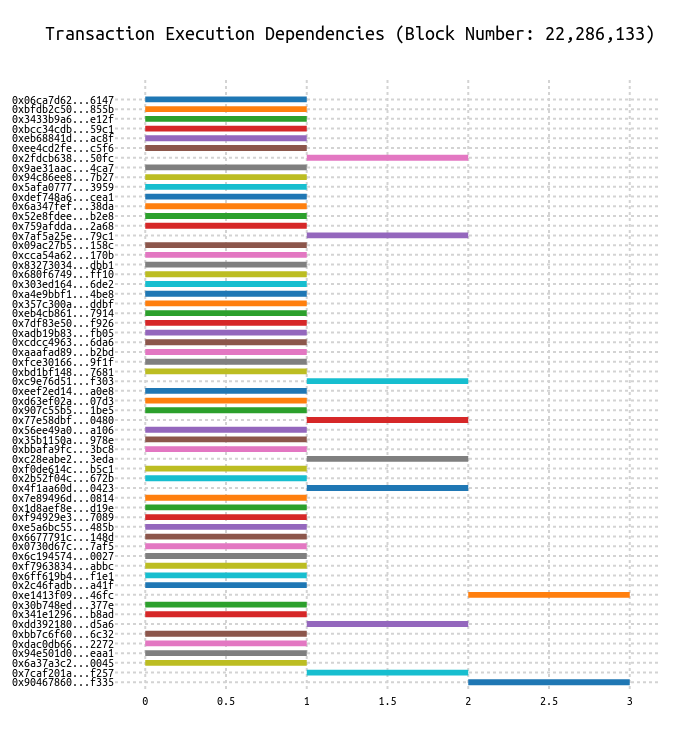 Transaction Execution Dependencies (Block Number: 22,286,133)
0x06ca7d62...6147
0xbfdb2c50...855b
0x3433b9a6...e12f
0xbcc34cdb...59c1
0xeb68841d...ac8f
0xee4cd2fe...c5f6
0x2fdcb638...50fc
0x9ae31aac...4ca7
0x94c86ee8...7b27
0x5afa0777...3959
0xdef748a6...cea1
0x6a347fef...38da
0x52e8fdee...b2e8
0x759afdda...2a68
0x7af5a25e...79c1
0x09ac27b5...158c
0xcca54a62...170b
0x83273034...dbb1
0x680f6749...ff10
0x303ed164...6de2
0xa4e9bbf1...4be8
0x357c300a...ddbf
0xeb4cb861...7914
0x7df83e50...f926
0xadb19b83...fb05
0xcdcc4963...6da6
0xaaafad89...b2bd
0xfce30166...9f1f
0xbd1bf148...7681
0xc9e76d51...f303
0xeef2ed14...a0e8
0xd63ef02a...07d3
0x907c55b5...1be5
0x77e58dbf...0480
0x56ee49a0...a106
0x35b1150a...978e
0xbbafa9fc...3bc8
0xc28eabe2...3eda
0xf0de614c...b5c1
0x2b52f04c...672b
0x4f1aa60d...0423
0x7e89496d...0814
0x1d8aef8e...d19e
0xf94929e3...7089
0xe5a6bc55...485b
0x6677791c...148d
0x0730d67c...7af5
0x6c194574...0027
0xf7963834...abbc
0x6ff619b4...f1e1
0x2c46fadb...a41f
0xe1413f09...46fc
0x30b748ed...377e
0x341e1296...b8ad
0xdd392180...d5a6
0xbb7c6f60...6c32
0xdac0db66...2272
0x94e501d0...eaa1
0x6a37a3c2...0045
0x7caf201a...f257
0x90467860...f335
0 0.5 1 1.5 2 2.5 3